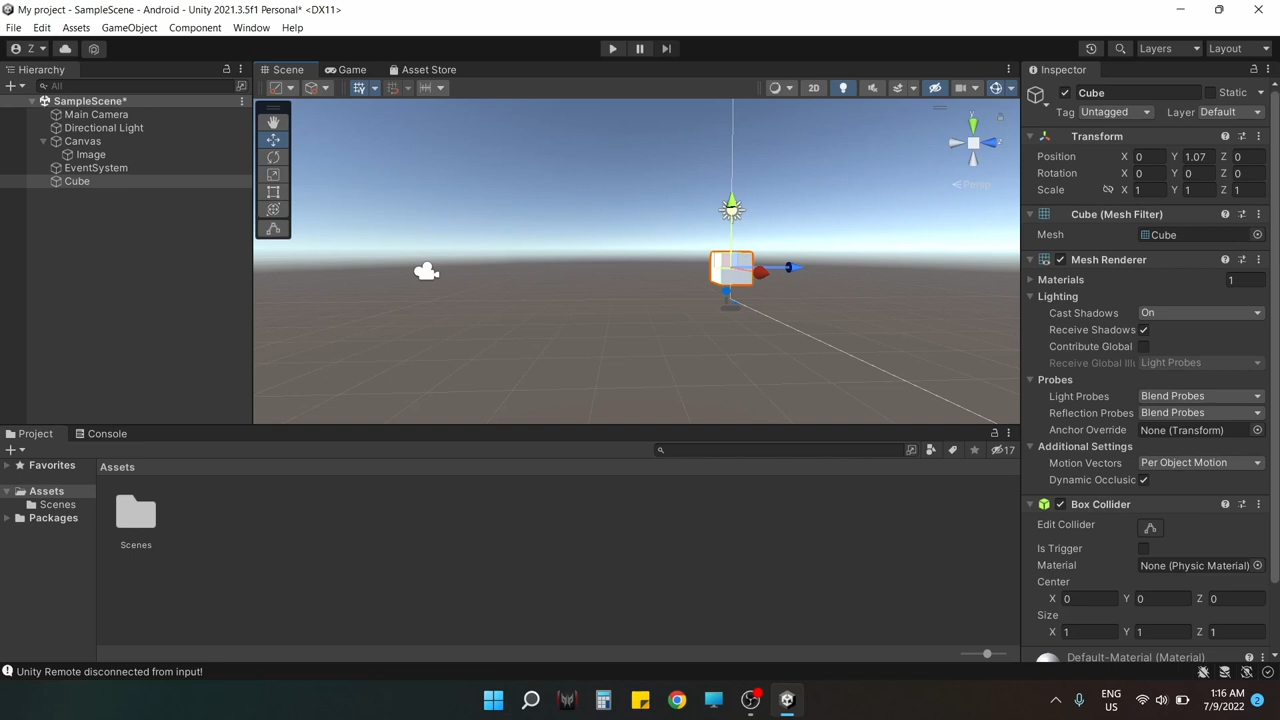 My project - SampleScene - Android - Unity 2021.3.5f1 Personal* <DX11>
File Edit Assets GameObject Component Window Help
Z Layers Layout
Hierarchy Scene Game Asset Store Inspector
All 2D Cube Static
SampleScene* Tag Untagged Layer Default
Main Camera
Directional Light Transform
Canvas Position X 0 Y 1.07 Z 0
Image Rotation X 0 Y 0 Z 0
EventSystem Scale X 1 Y 1 Z 1
Cube
y
z
Persp
Cube (Mesh Filter)
Mesh Cube
Mesh Renderer
Materials 1
Lighting
Cast Shadows On
Receive Shadows
Contribute Global
Receive Global Illu Light Probes
Probes
Light Probes Blend Probes
Reflection Probes Blend Probes
Anchor Override None (Transform)
Additional Settings
Motion Vectors Per Object Motion
Dynamic Occlusic
Box Collider
Edit Collider
Is Trigger
Material None (Physic Material)
Center
X 0 Y 0 Z 0
Size
X 1 Y 1 Z 1
Default-Material (Material)
Project Console
17
Favorites Assets
Assets
Scenes
Packages
Scenes
Unity Remote disconnected from input!
ENG
US
1:16 AM
7/9/2022
2